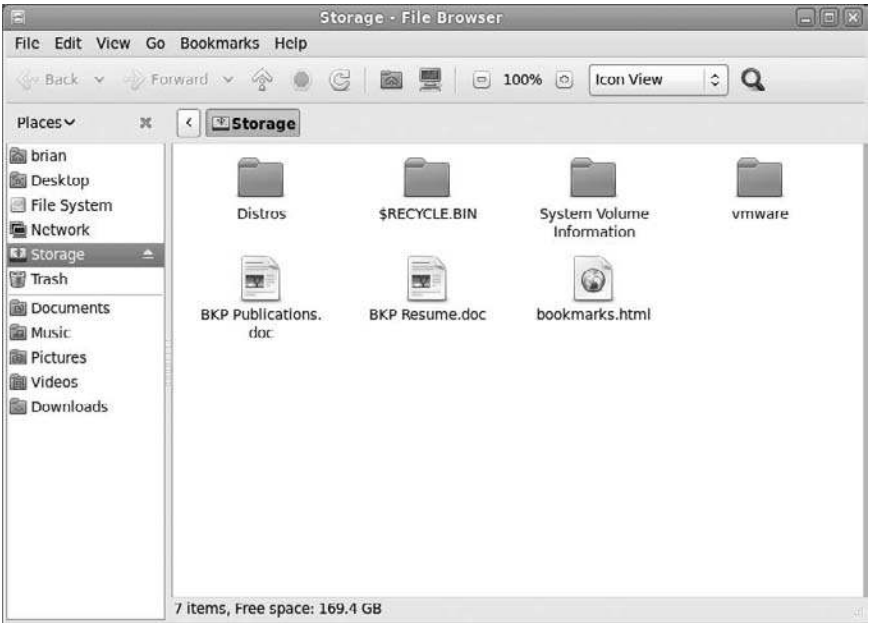 Storage - File Browser
File Edit View Go Bookmarks Help
Back Forward 100% Icon View
Places Storage
brian
Desktop
File System
Network
Storage
Trash
Documents
Music
Pictures
Videos
Downloads
Distros $RECYCLE.BIN System Volume Information vmware
BKP Publications.doc BKP Resume.doc bookmarks.html
7 items, Free space: 169.4 GB